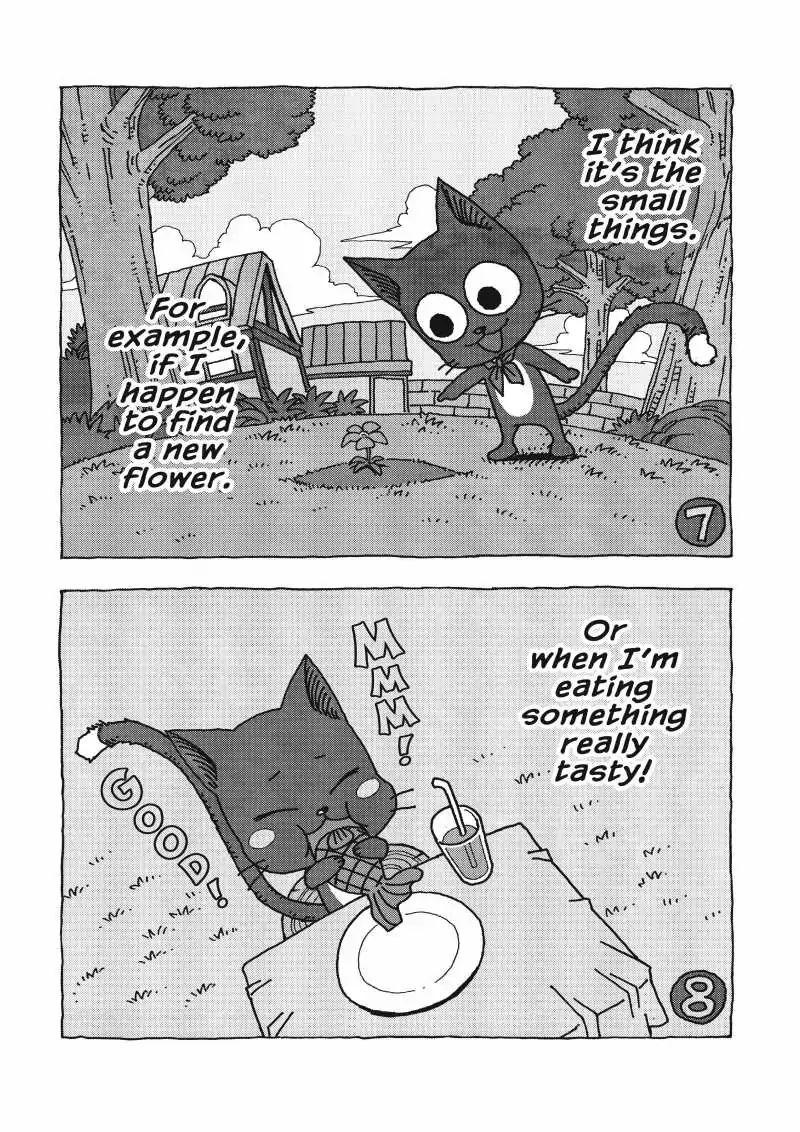 I think
it's the
small
things.
For
example,
if I
happen
to find
a new
flower.
7
Or
when I'm
eating
something
really
tasty!
MMMM!
GOOD!
8